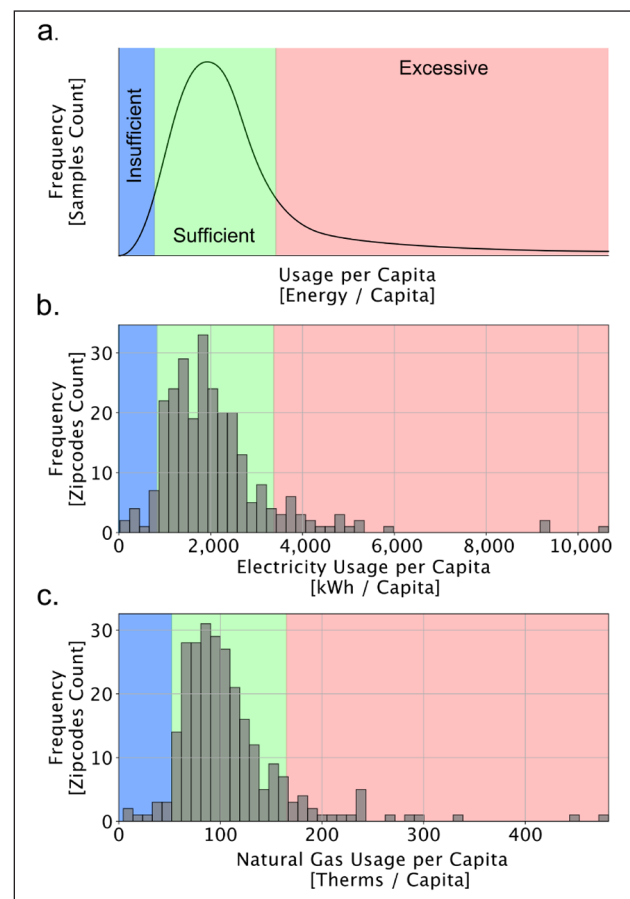 a.
Frequency
[Samples Count]
Insufficient
Sufficient
Excessive
Usage per Capita
[Energy / Capita]
b.
Frequency
[Zipcodes Count]
30
20
10
0
0 2,000 4,000 6,000 8,000 10,000
Electricity Usage per Capita
[kWh / Capita]
c.
Frequency
[Zipcodes Count]
30
20
10
0
0 100 200 300 400
Natural Gas Usage per Capita
[Therms / Capita]